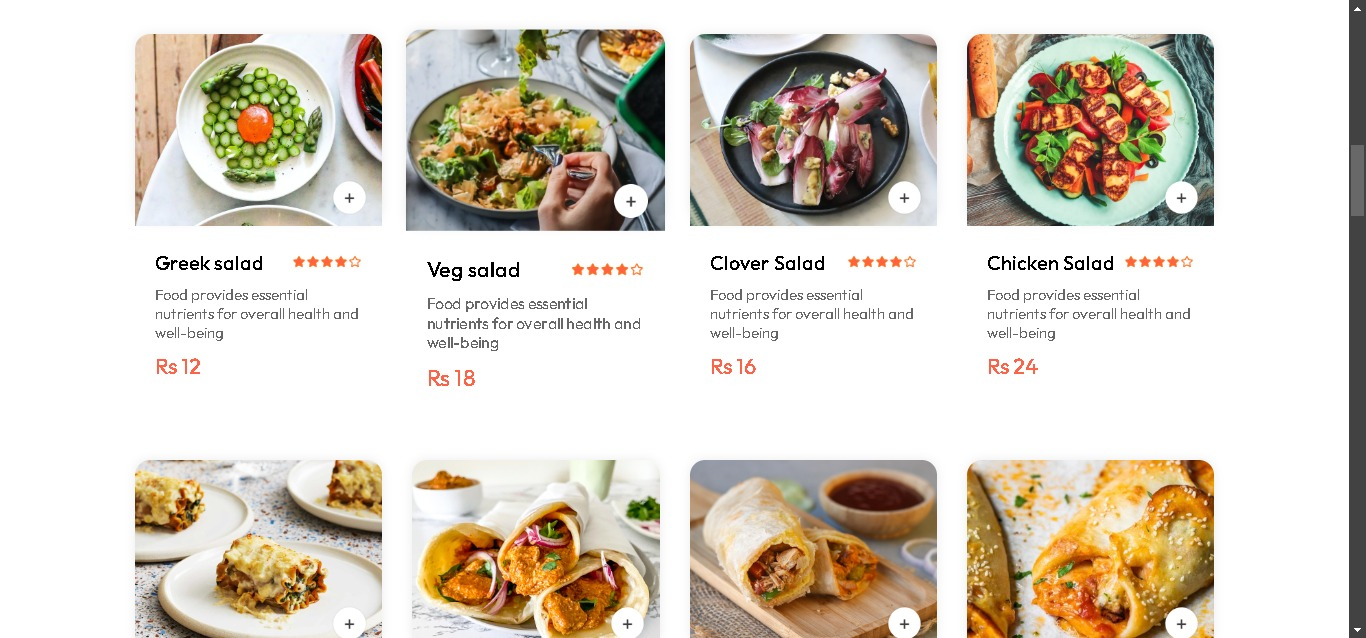 Greek salad
Food provides essential
nutrients for overall health and
well-being
Rs 12
Veg salad
Food provides essential
nutrients for overall health and
well-being
Rs 18
Clover Salad
Food provides essential
nutrients for overall health and
well-being
Rs 16
Chicken Salad
Food provides essential
nutrients for overall health and
well-being
Rs 24